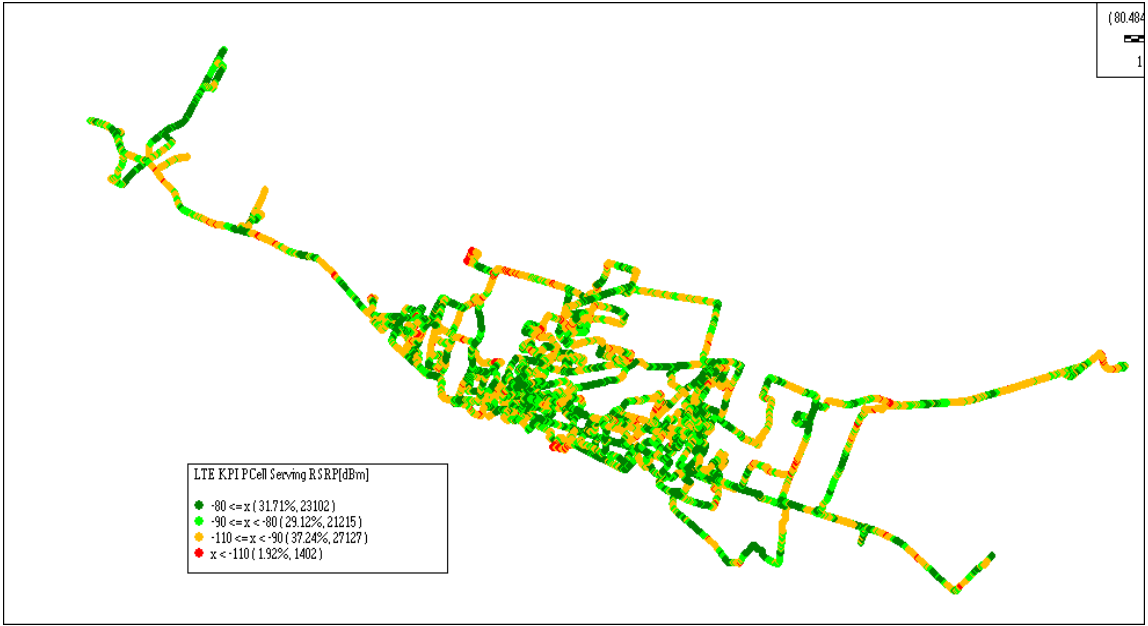 (80.484
1
LTE KPI PCell Serving RSRP[dBm]
-80 <= x ( 31.71%, 23102 )
-90 <= x < -80 ( 29.12%, 21215 )
-110 <= x < -90 ( 37.24%, 27127 )
x < -110 ( 1.92%, 1402 )